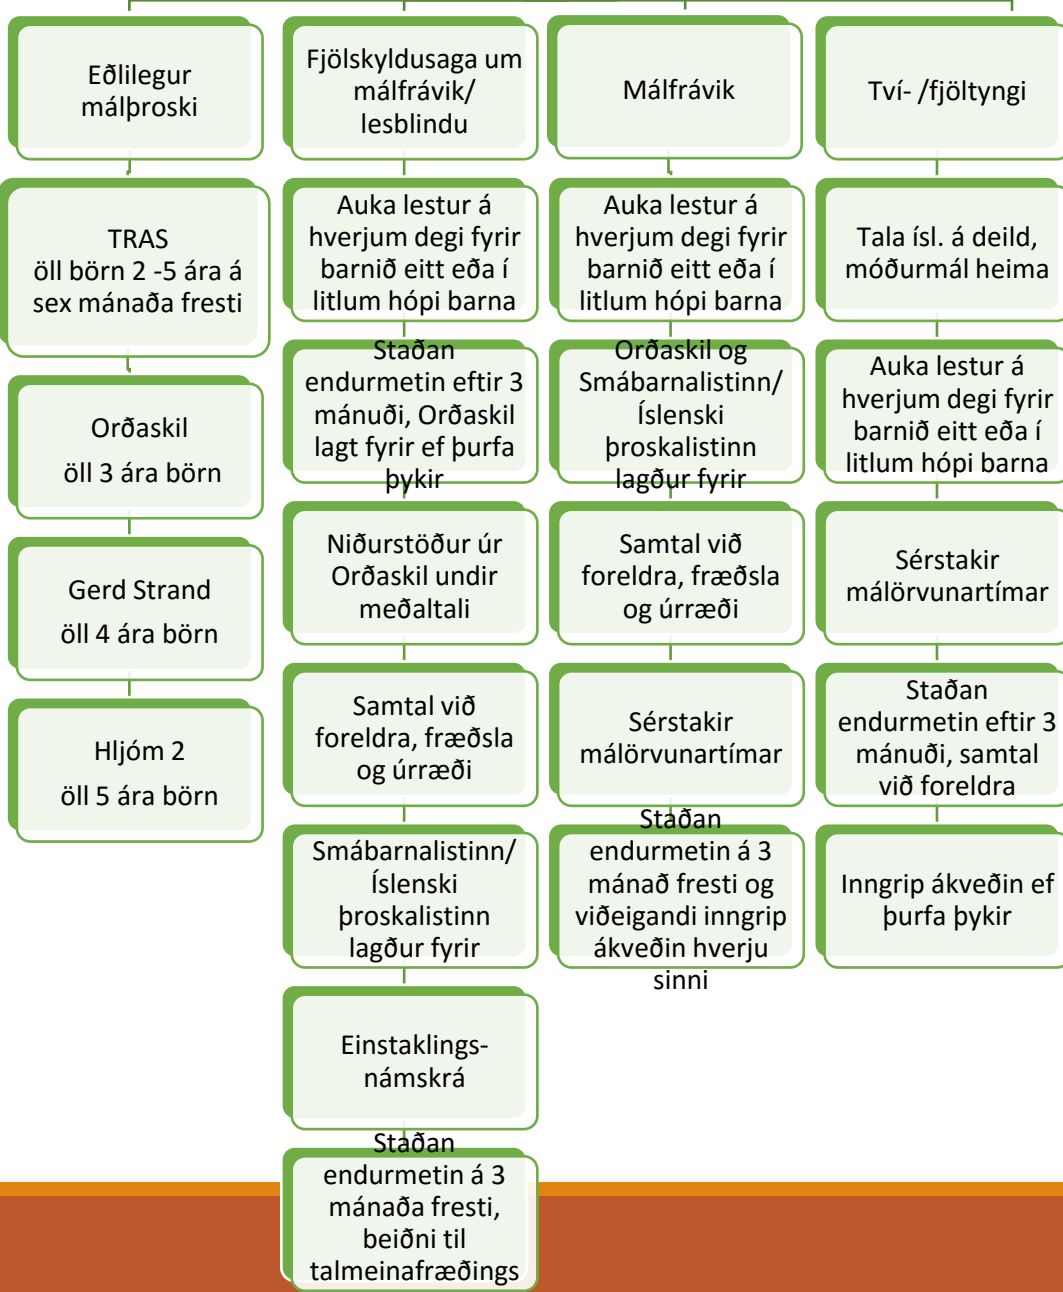 Eðlilegur
málþroski
TRAS
öll börn 2 -5 ára á
sex mánaða fresti
Orðaskil
öll 3 ára börn
Gerd Strand
öll 4 ára börn
Hljóm 2
öll 5 ára börn
Fjölskyldusaga um
málfrávik/
lesblindu
Auka lestur á
hverjum degi fyrir
barnið eitt eða í
litlum hópi barna
Staðan
endurmetin eftir 3
mánuði, Orðaskil
lagt fyrir ef þurfa
þykir
Niðurstöður úr
Orðaskil undir
meðaltali
Samtal við
foreldra, fræðsla
og úrræði
Smábarnalistinn/
Íslenski
þroskalistinn
lagður fyrir
Einstaklings-
námskrá
Staðan
endurmetin á 3
mánaða fresti,
beiðni til
talmeinafræðings
Málfrávik
Auka lestur á
hverjum degi fyrir
barnið eitt eða í
litlum hópi barna
Orðaskil og
Smábarnalistinn/
Íslenski
þroskalistinn
lagður fyrir
Samtal við
foreldra, fræðsla
og úrræði
Sérstakir
málörvunartímar
Staðan
endurmetin á 3
mánað fresti og
viðeigandi inngrip
ákveðin hverju
sinni
Tví- /fjöltyngi
Tala ísl. á deild,
móðurmál heima
Auka lestur á
hverjum degi fyrir
barnið eitt eða í
litlum hópi barna
Sérstakir
málörvunartímar
Staðan
endurmetin eftir 3
mánuði, samtal
við foreldra
Inngrip ákveðin ef
þurfa þykir